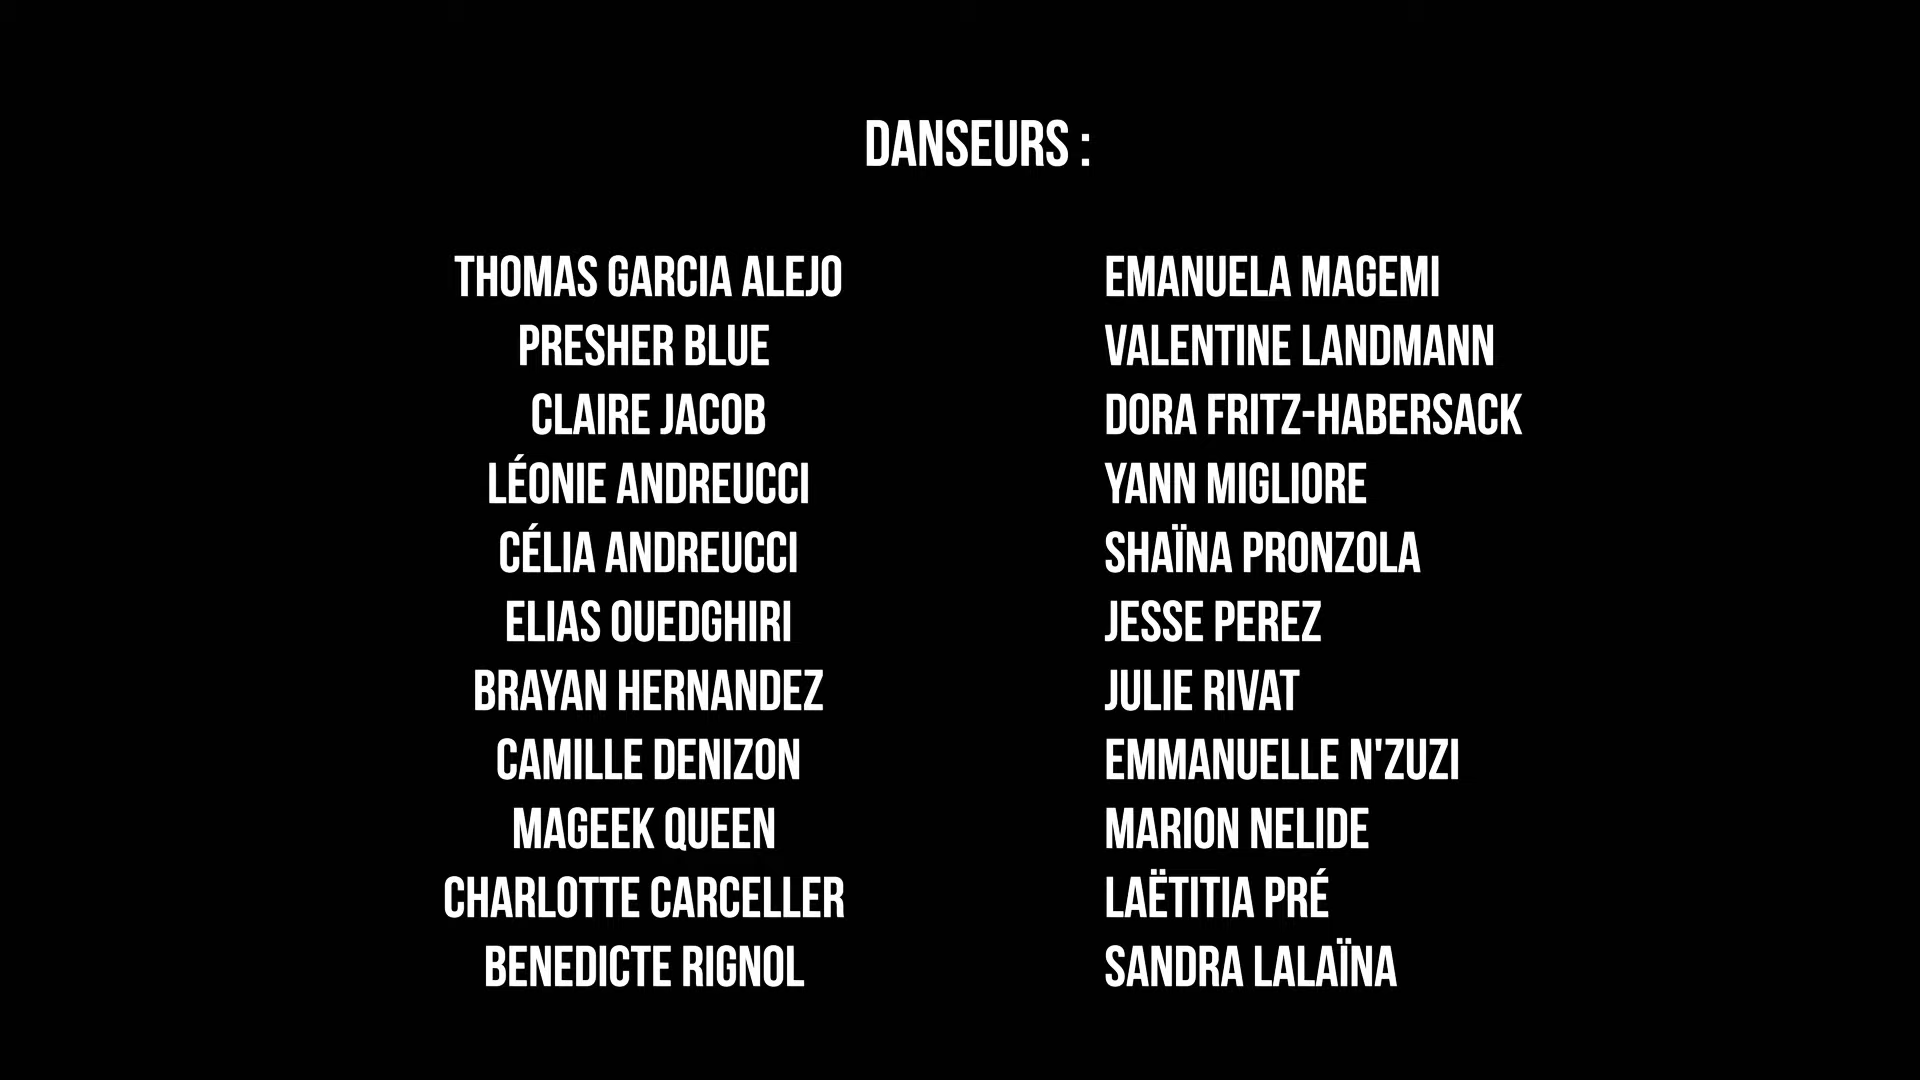 DANSEURS :
THOMAS GARCIA ALEJO
PRESHER BLUE
CLAIRE JACOB
LÉONIE ANDREUCCI
CÉLIA ANDREUCCI
ELIAS OUEDGHIRI
BRAYAN HERNANDEZ
CAMILLE DENIZON
MAGEEK QUEEN
CHARLOTTE CARCELLER
BENEDICTE RIGNOL
EMANUELA MAGEMI
VALENTINE LANDMANN
DORA FRITZ-HABERSACK
YANN MIGLIORE
SHAÏNA PRONZOLA
JESSE PEREZ
JULIE RIVAT
EMMANUELLE N'ZUZI
MARION NELIDE
LAËTITIA PRÉ
SANDRA LALAÏNA